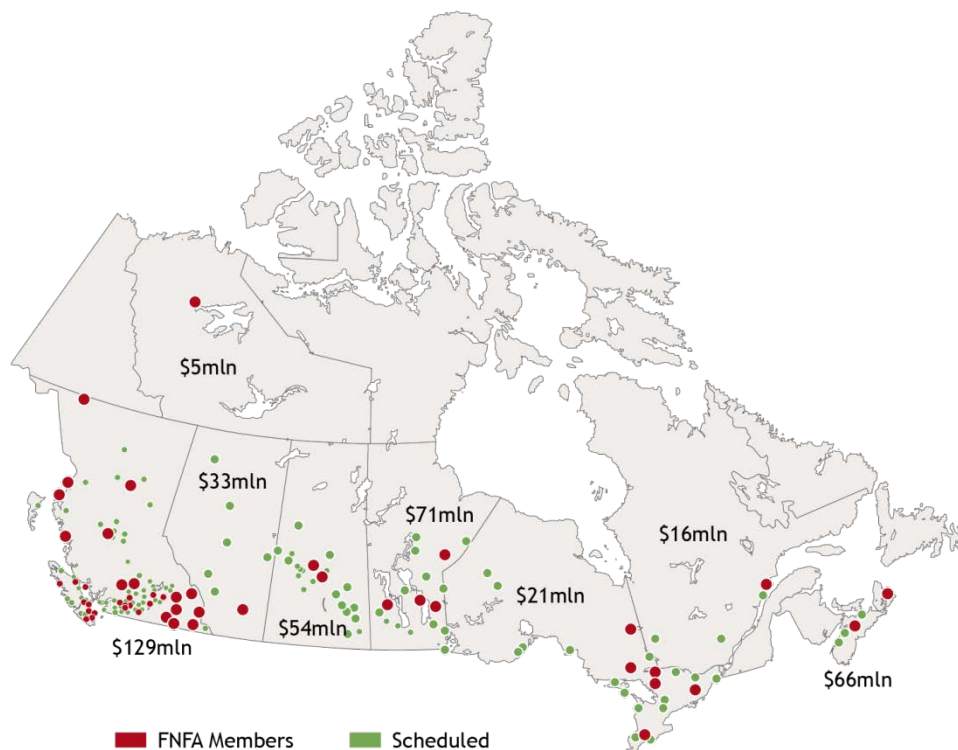 $5mln
$33mln
$71mln
$16mln
$21mln
$54mln
$129mln
$66mln
FNFA Members
Scheduled